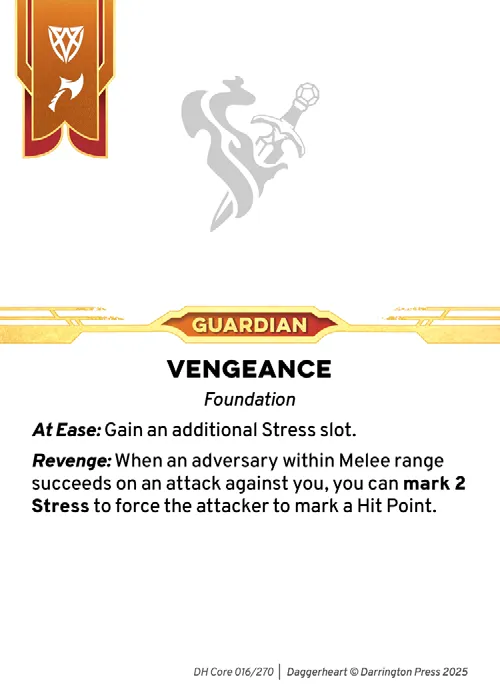 GUARDIAN
VENGEANCE
Foundation
At Ease: Gain an additional Stress slot.
Revenge: When an adversary within Melee range
succeeds on an attack against you, you can mark 2
Stress to force the attacker to mark a Hit Point.
DH Core 016/270 | Daggerheart © Darrington Press 2025